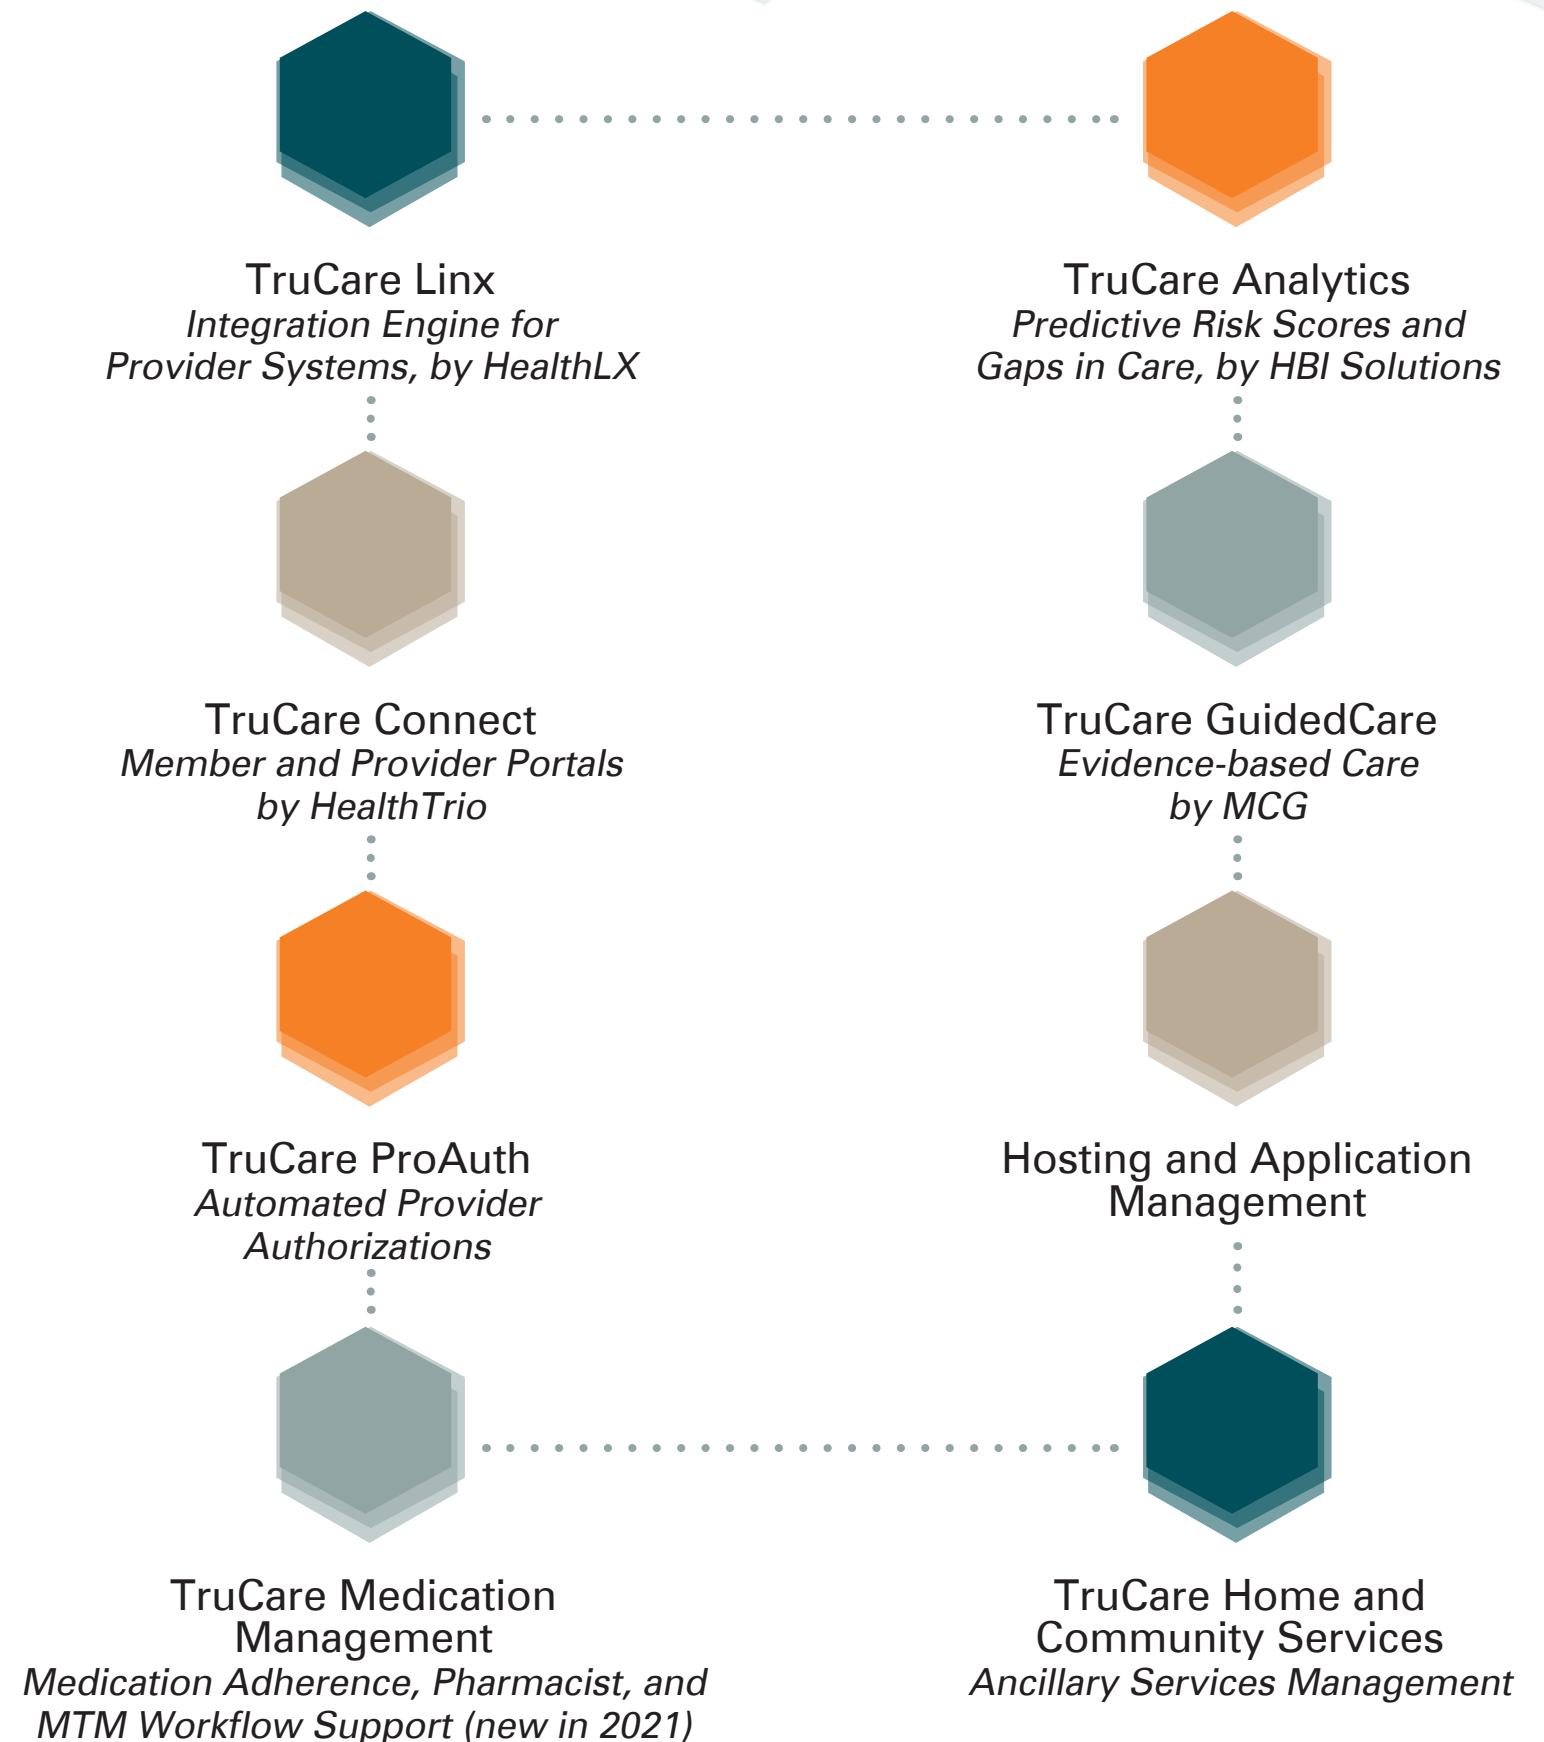 TruCare Linx
Integration Engine for
Provider Systems, by HealthLX
TruCare Analytics
Predictive Risk Scores and
Gaps in Care, by HBI Solutions
TruCare Connect
Member and Provider Portals
by HealthTrio
TruCare GuidedCare
Evidence-based Care
by MCG
TruCare ProAuth
Automated Provider
Authorizations
Hosting and Application
Management
TruCare Medication
Management
Medication Adherence, Pharmacist, and
MTM Workflow Support (new in 2021)
TruCare Home and
Community Services
Ancillary Services Management